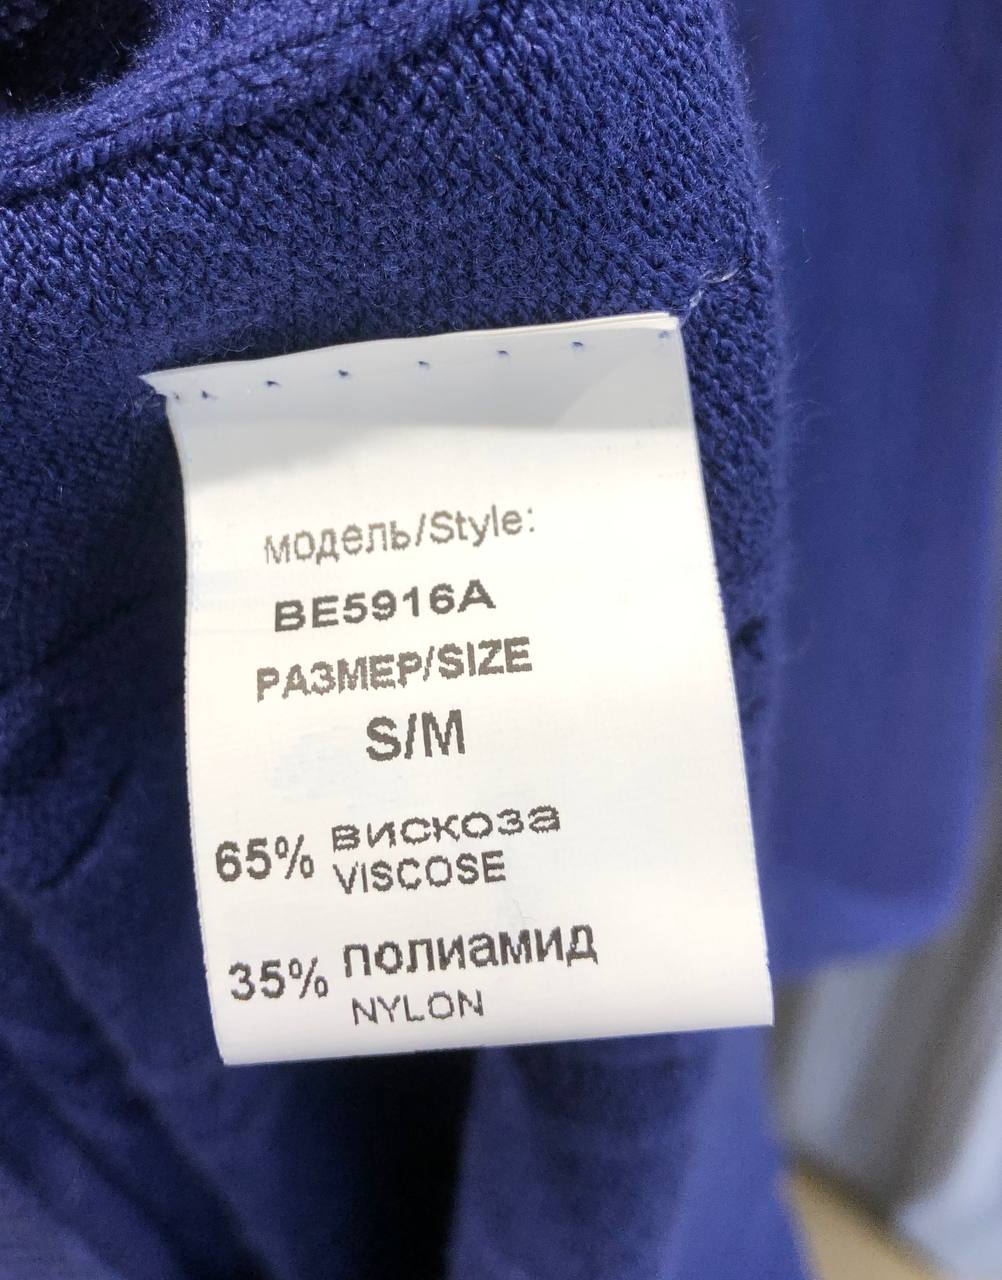 модель/Style:
BE5916A
РАЗМЕР/SIZE
S/M
65% вискоза
VISCOSE
35% полиамид
NYLON